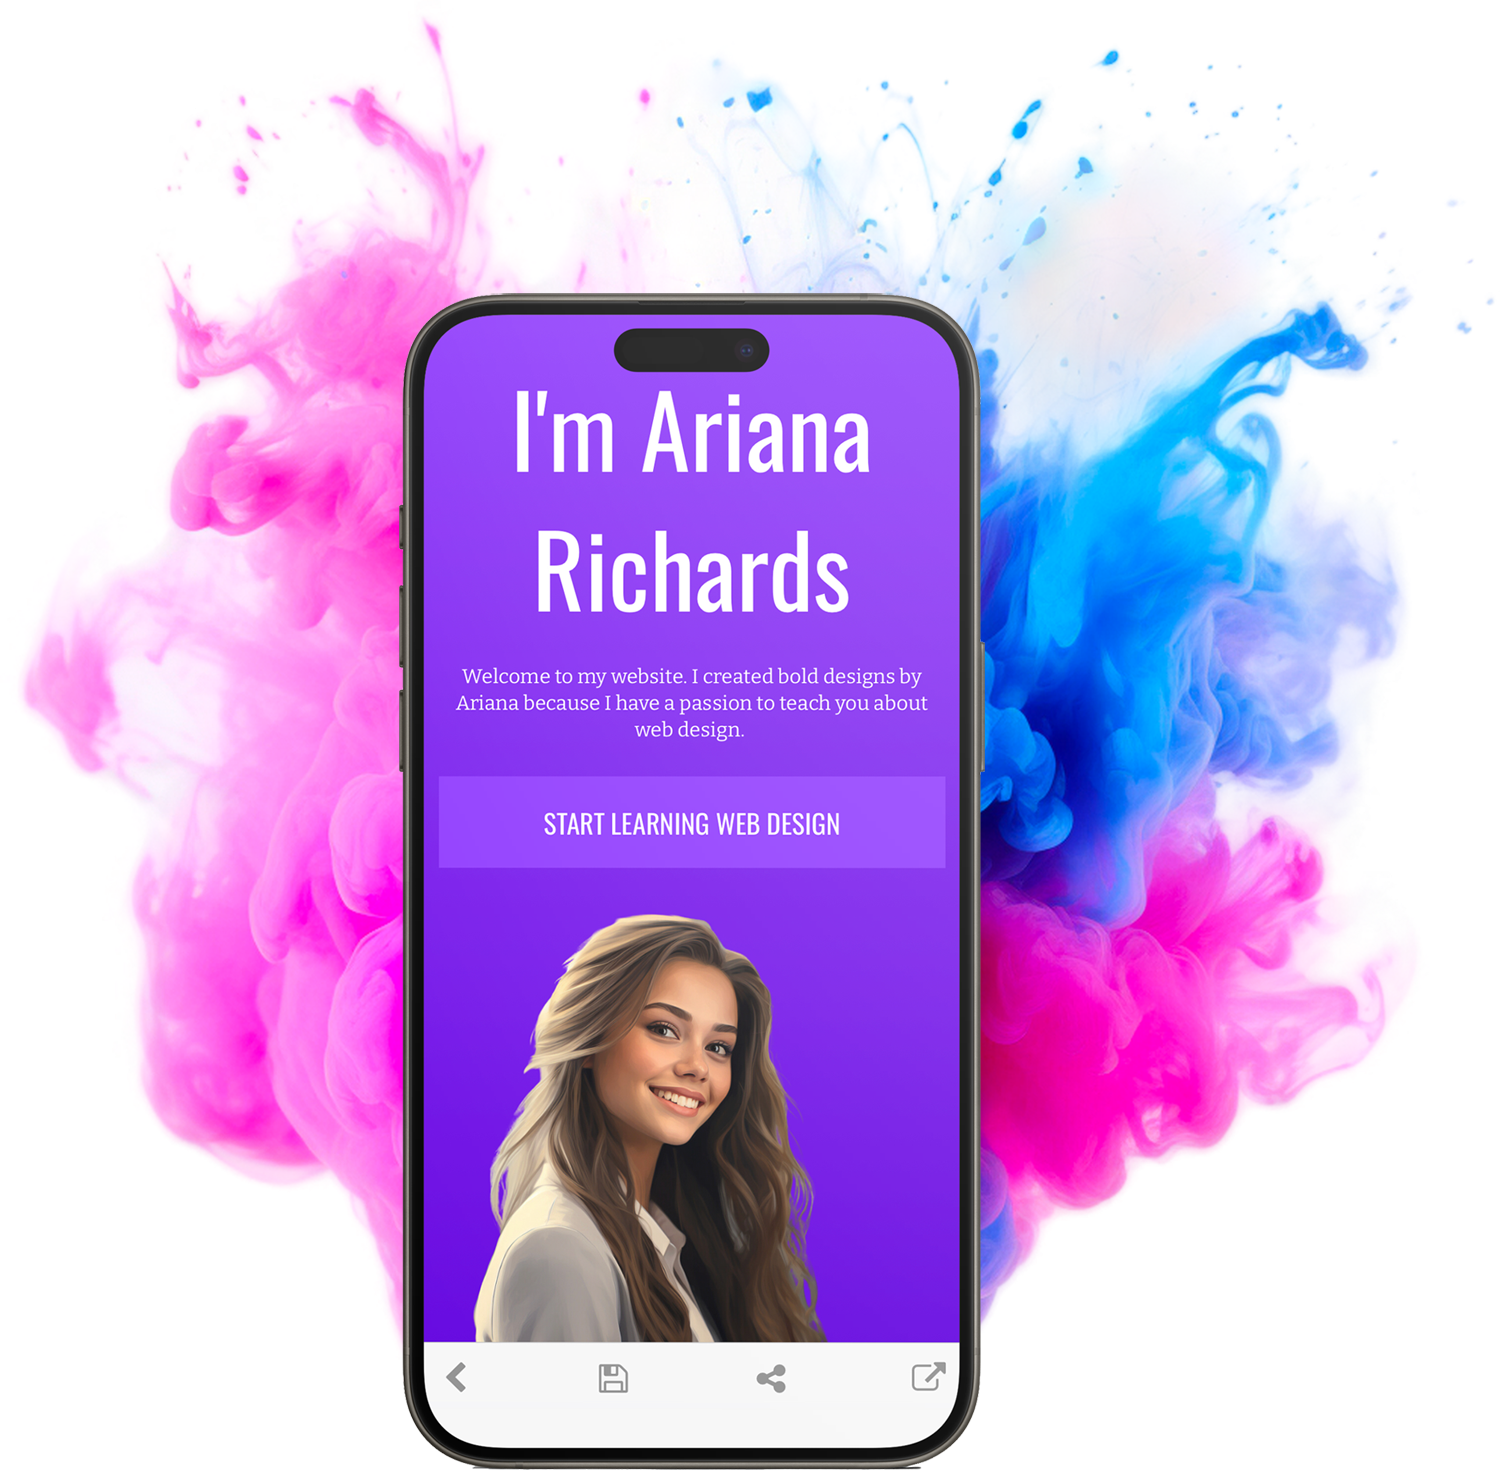 I'm Ariana
Richards
Welcome to my website. I created bold designs by
Ariana because I have a passion to teach you about
web design.
START LEARNING WEB DESIGN